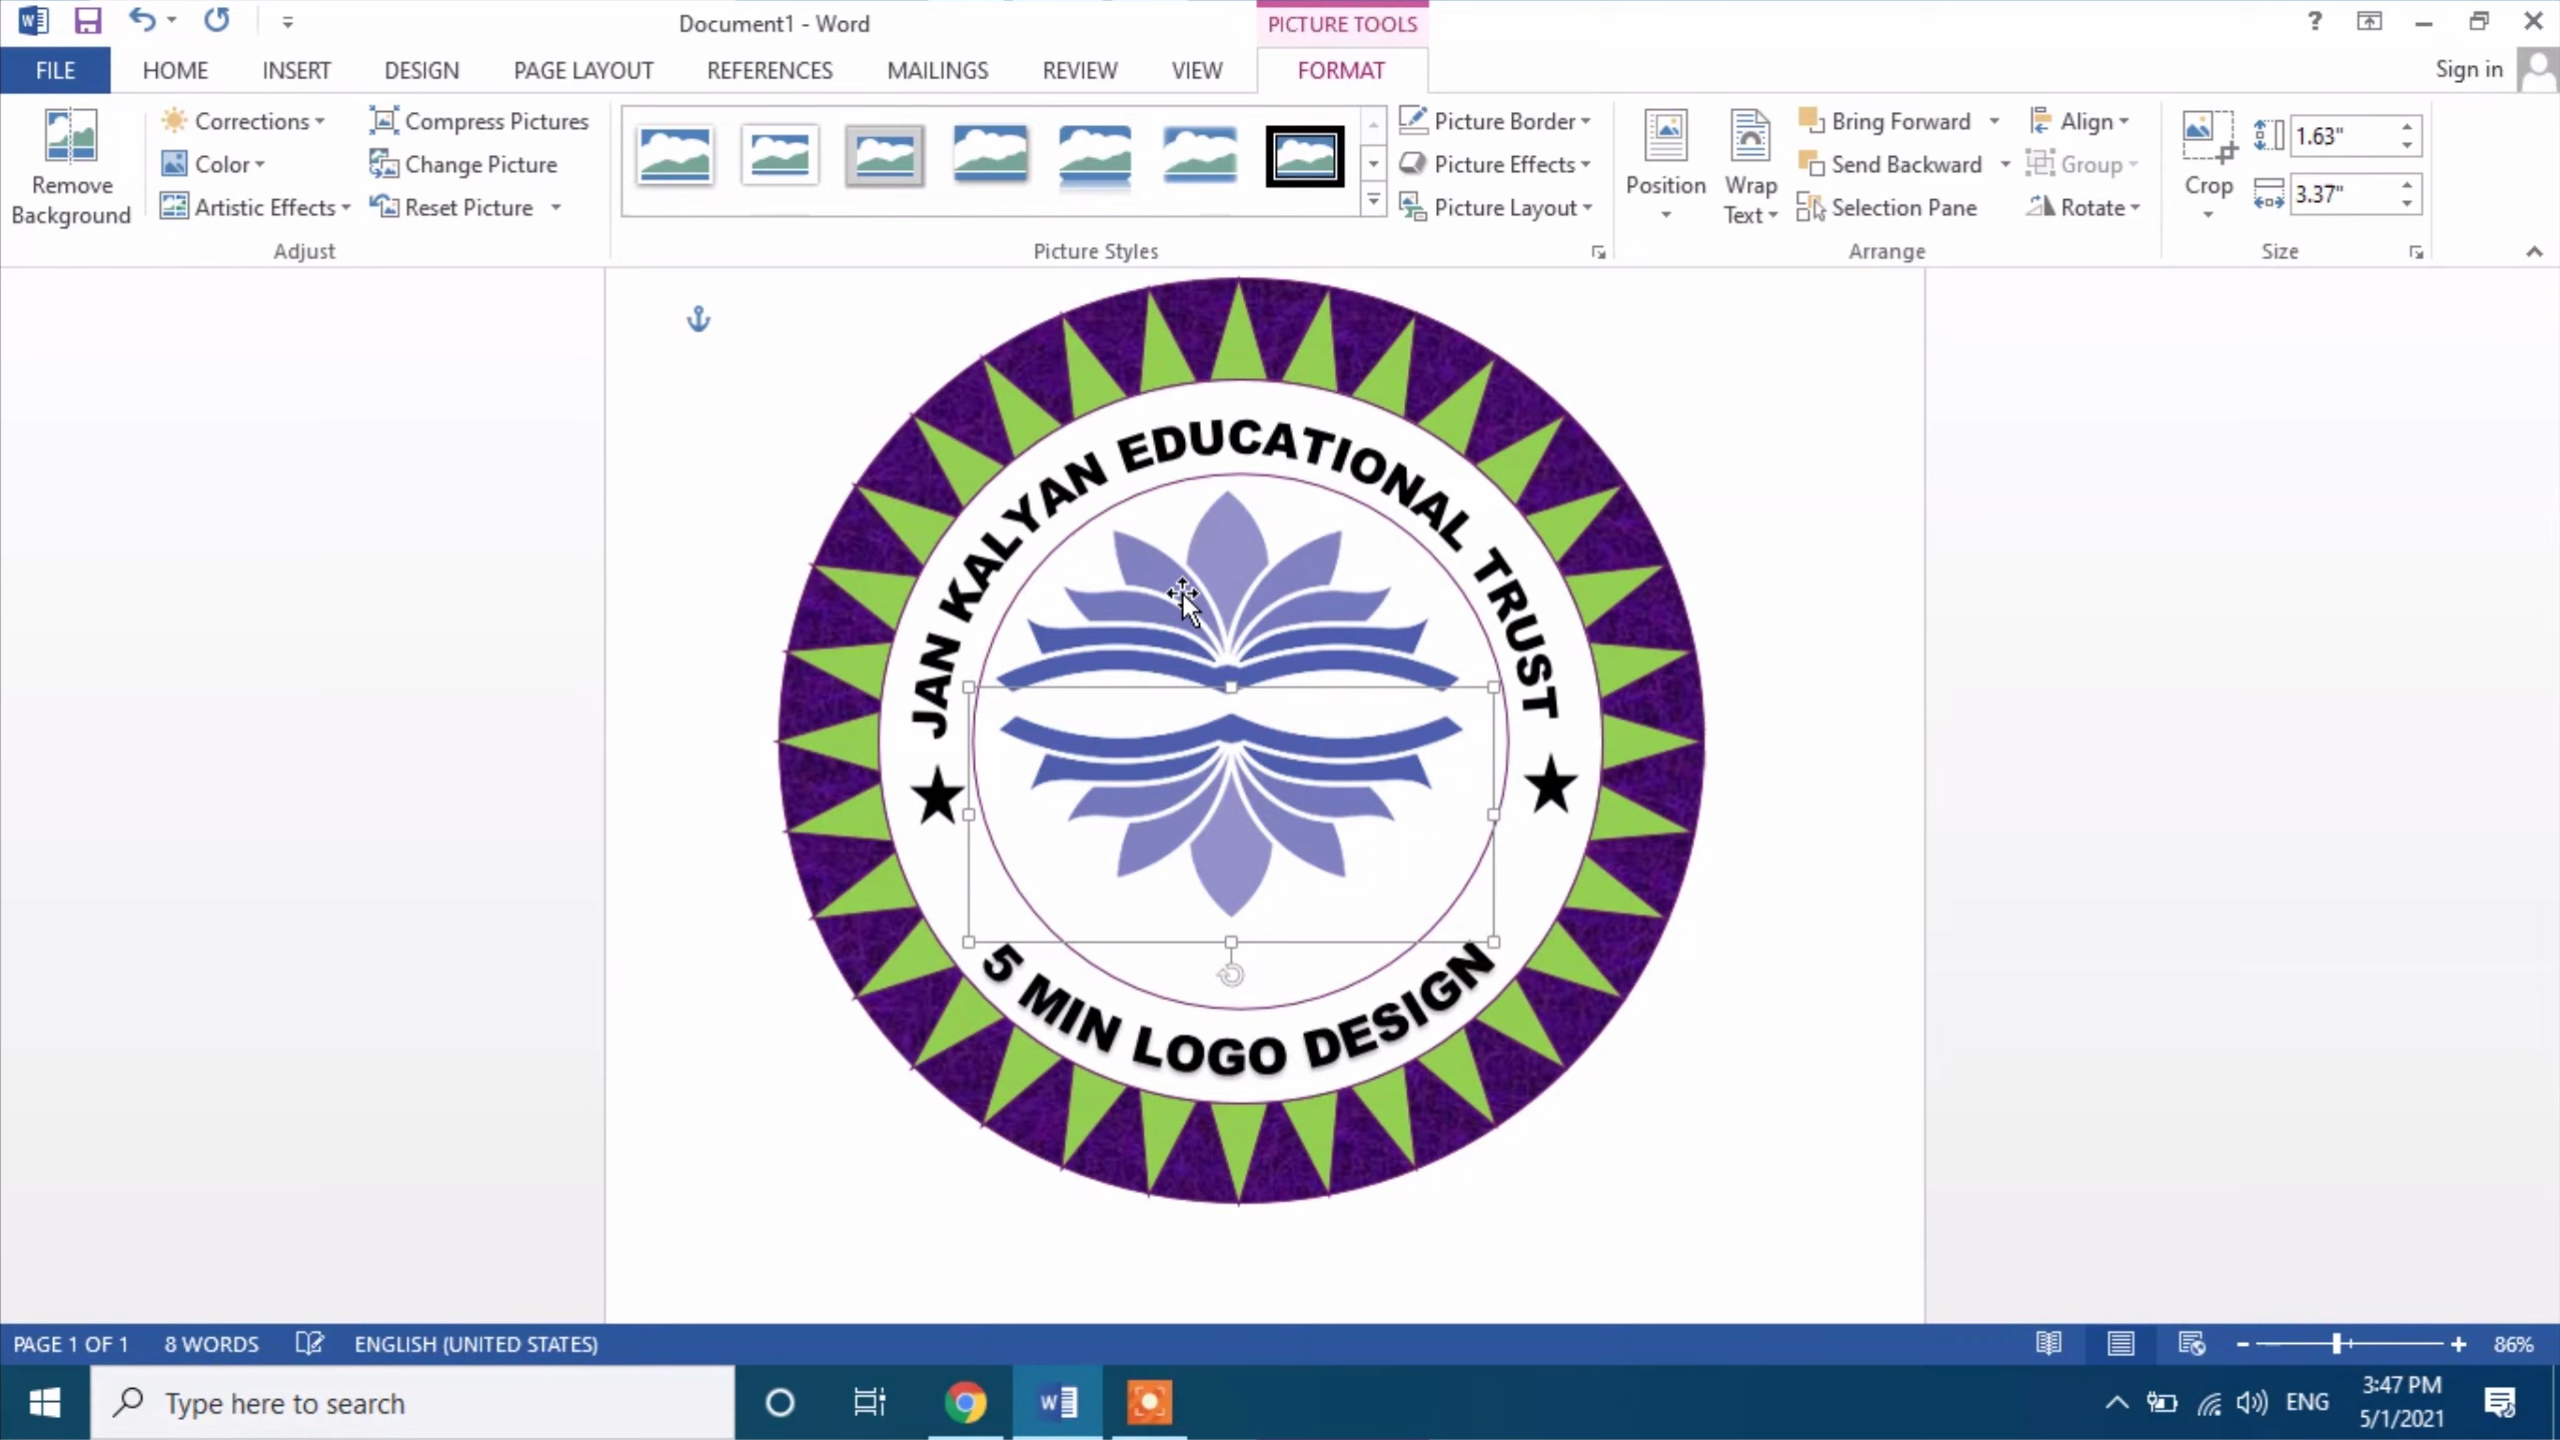 Document1 - Word
PICTURE TOOLS
?
FILE
HOME
INSERT
DESIGN
PAGE LAYOUT
REFERENCES
MAILINGS
REVIEW
VIEW
FORMAT
Sign in
Remove
Background
Corrections
Color
Artistic Effects
Compress Pictures
Change Picture
Reset Picture
Adjust
Picture Styles
Picture Border
Picture Effects
Picture Layout
Position
Wrap
Text
Bring Forward
Send Backward
Selection Pane
Align
Group
Rotate
Arrange
Crop
1.63"
3.37"
Size
JAN KALYAN EDUCATIONAL TRUST
5 MIN LOGO DESIGN
PAGE 1 OF 1
8 WORDS
ENGLISH (UNITED STATES)
86%
Type here to search
ENG
3:47 PM
5/1/2021